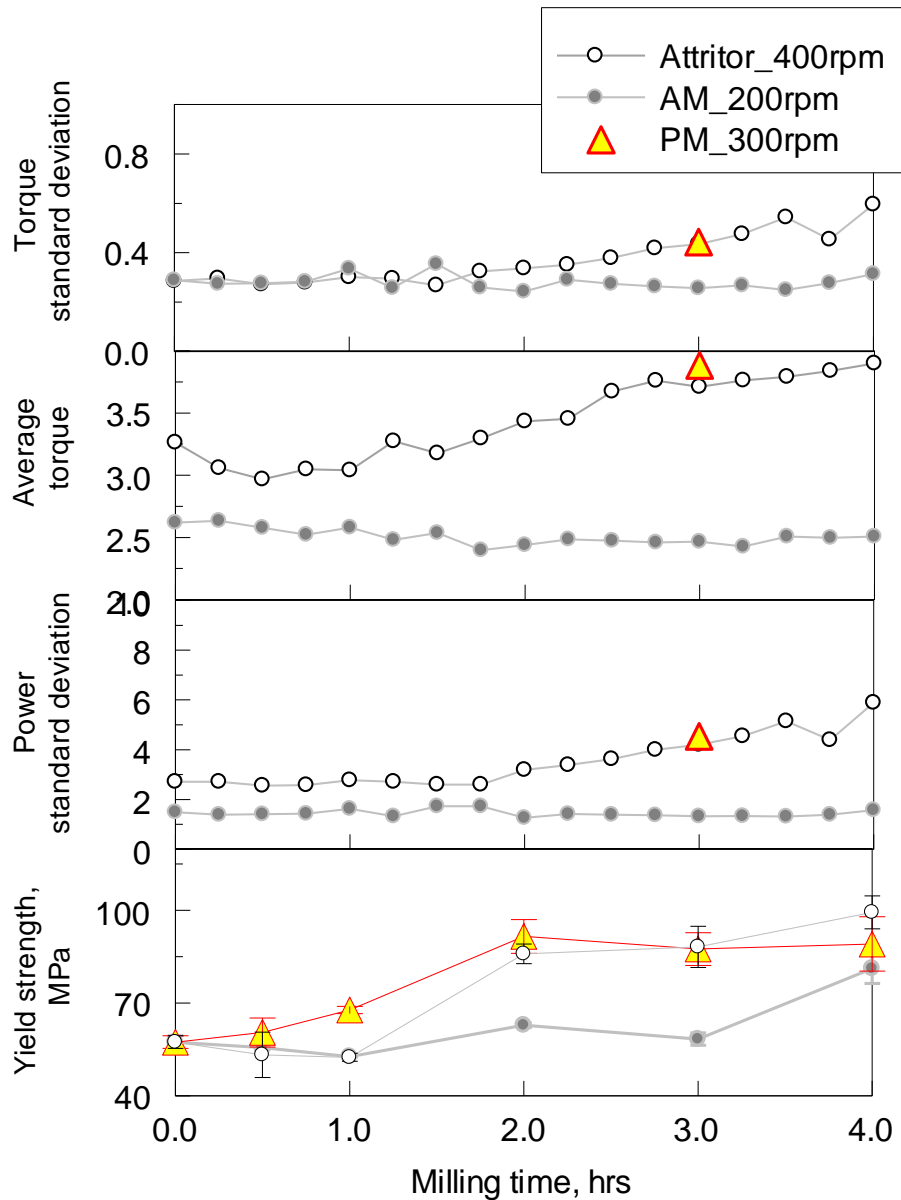 Attritor_400rpm
AM_200rpm
PM_300rpm
Torque
standard deviation
0.8
0.4
0.0
Average
torque
3.5
3.0
2.5
2.0
Power
standard deviation
10
8
6
4
2
0
Yield strength,
MPa
100
70
40
0.0 1.0 2.0 3.0 4.0
Milling time, hrs